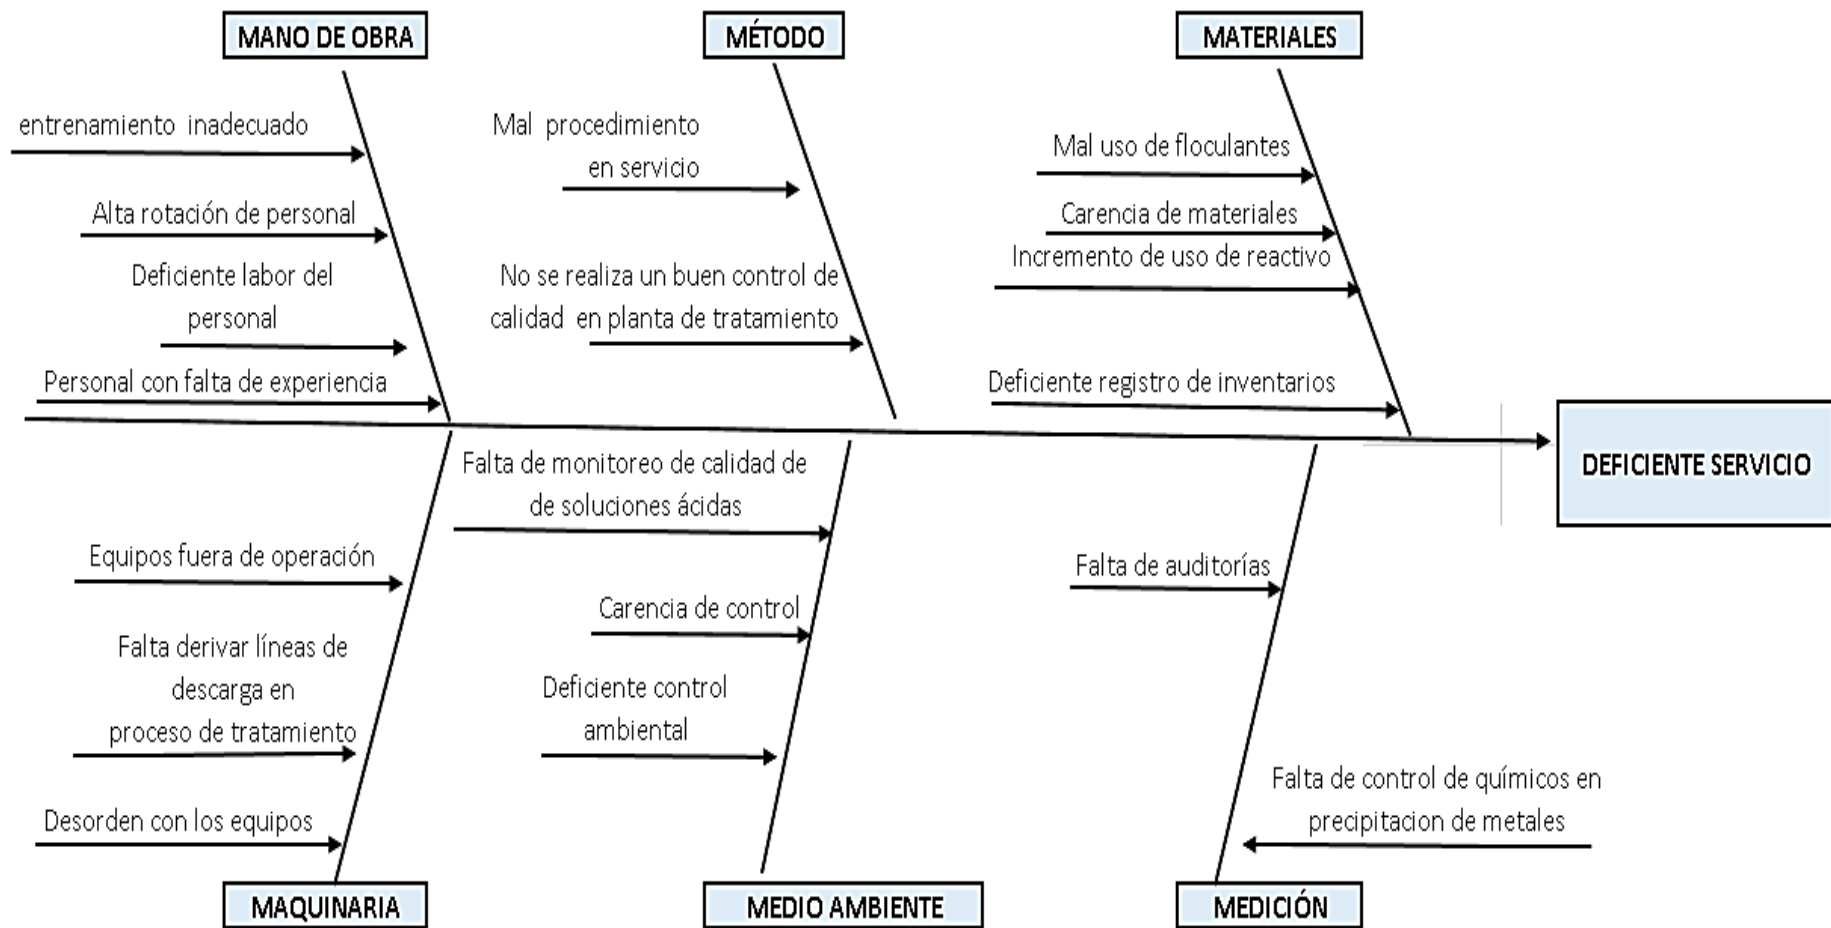 MANO DE OBRA
MÉTODO
MATERIALES
entrenamiento inadecuado
Alta rotación de personal
Deficiente labor del
personal
Personal con falta de experiencia
Mal procedimiento
en servicio
No se realiza un buen control de
calidad en planta de tratamiento
Mal uso de floculantes
Carencia de materiales
Incremento de uso de reactivo
Deficiente registro de inventarios
DEFICIENTE SERVICIO
Equipos fuera de operación
Falta derivar líneas de
descarga en
proceso de tratamiento
Desorden con los equipos
Falta de monitoreo de calidad de
de soluciones ácidas
Carencia de control
Deficiente control
ambiental
Falta de auditorías
Falta de control de químicos en
precipitacion de metales
MAQUINARIA
MEDIO AMBIENTE
MEDICIÓN